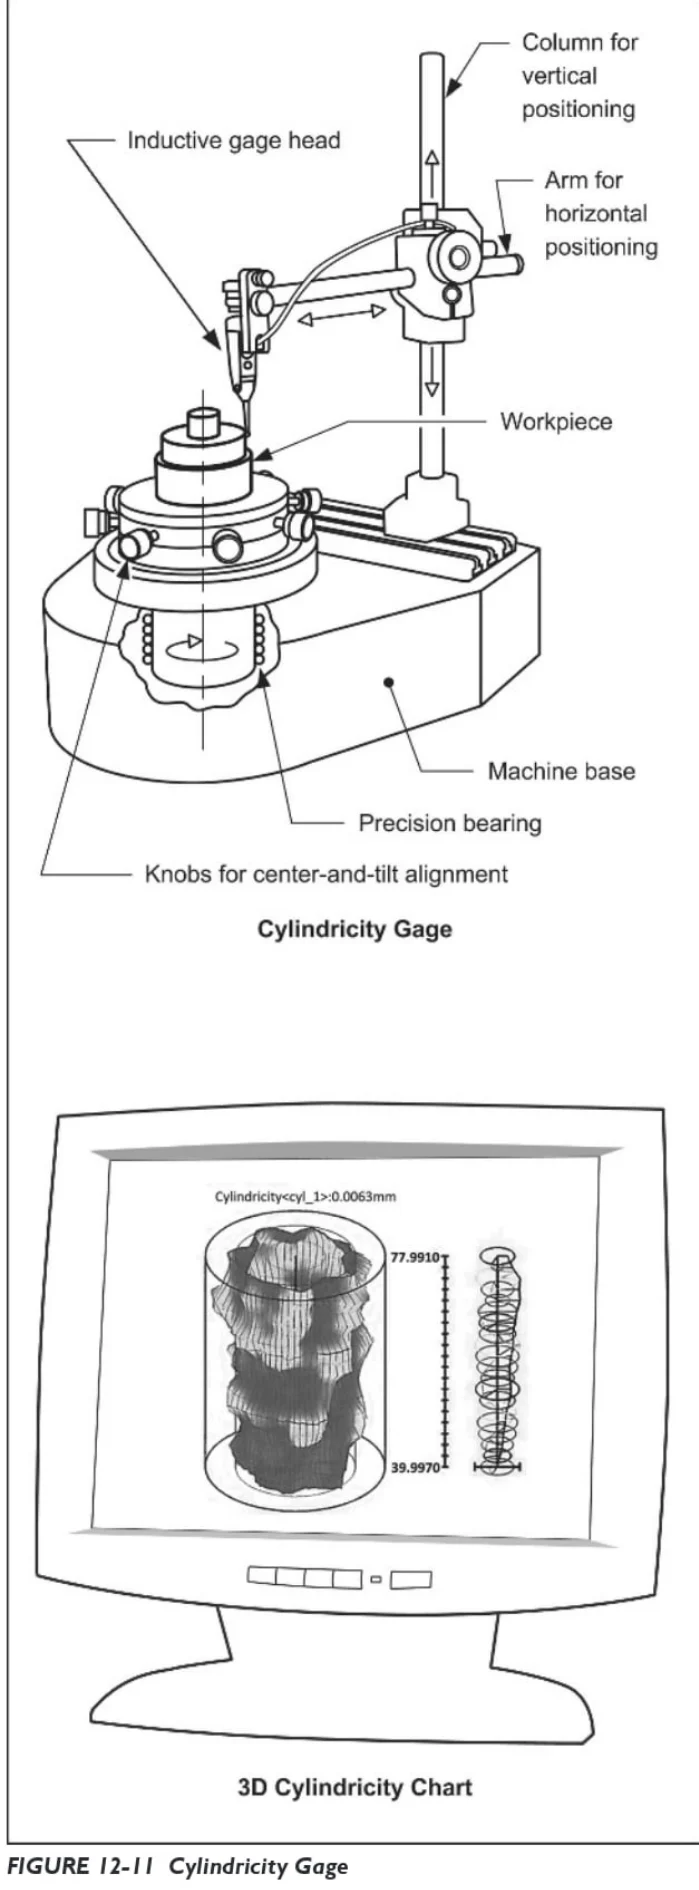 Column for
vertical
positioning
Inductive gage head
Arm for
horizontal
positioning
Workpiece
Machine base
Precision bearing
Knobs for center-and-tilt alignment
Cylindricity Gage
Cylindricity<cyl_1>:0.0063mm
77.9910
39.9970
3D Cylindricity Chart
FIGURE 12-11 Cylindricity Gage